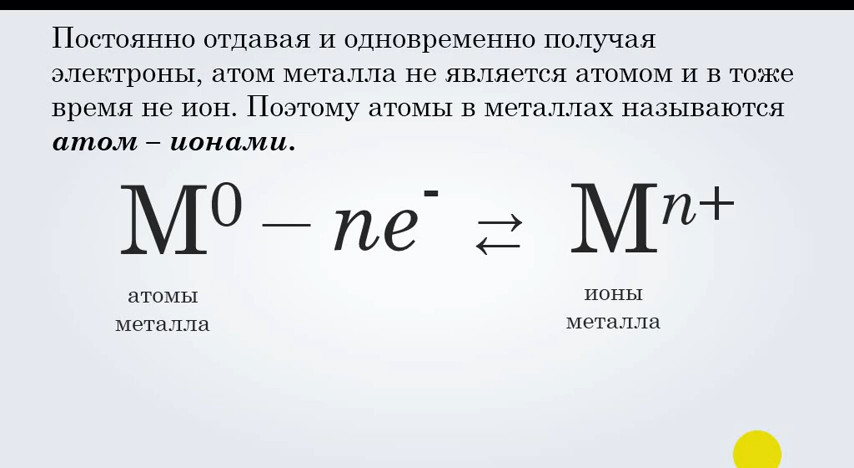 Постоянно отдавая и одновременно получая
электроны, атом металла не является атомом и в тоже
время не ион. Поэтому атомы в металлах называются
атом – ионами.
M⁰ — ne⁻ ⇄ Mⁿ⁺
атомы ионы
металла металла